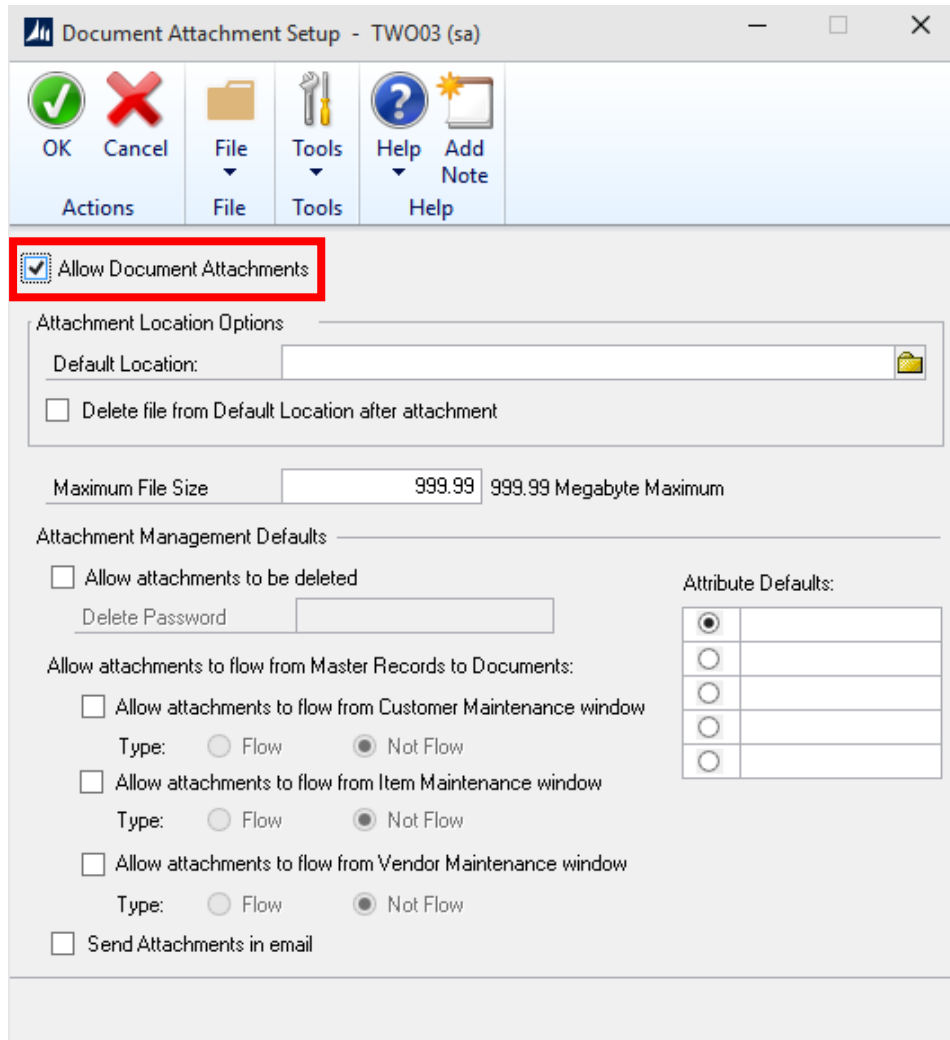 Document Attachment Setup - TWO03 (sa)
OK Cancel File Tools Help Add Note
Actions File Tools Help
Allow Document Attachments
Attachment Location Options
Default Location:
Delete file from Default Location after attachment
Maximum File Size 999.99 999.99 Megabyte Maximum
Attachment Management Defaults
Allow attachments to be deleted
Attribute Defaults:
Delete Password
Allow attachments to flow from Master Records to Documents:
Allow attachments to flow from Customer Maintenance window
Type: Flow Not Flow
Allow attachments to flow from Item Maintenance window
Type: Flow Not Flow
Allow attachments to flow from Vendor Maintenance window
Type: Flow Not Flow
Send Attachments in email